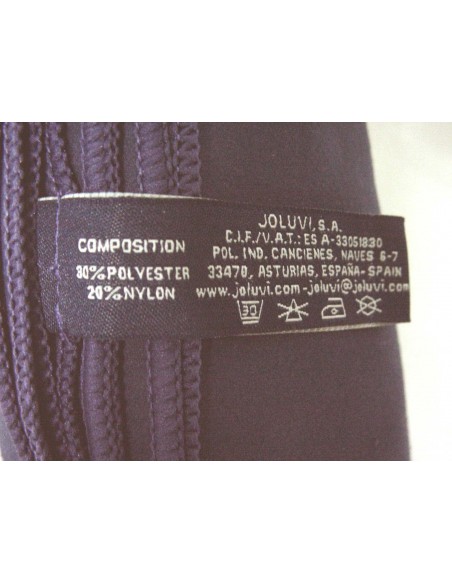 COMPOSITION
80%POLYESTER
20%NYLON
JOLUVI,S.A.
C.I.F./V.A.T.: ES A-33051830
POL. IND. CANCIENES, NAVES 6-7
33470, ASTURIAS, ESPAÑA-SPAIN
www.joluvi.com-joluvi@joluvi.com
30